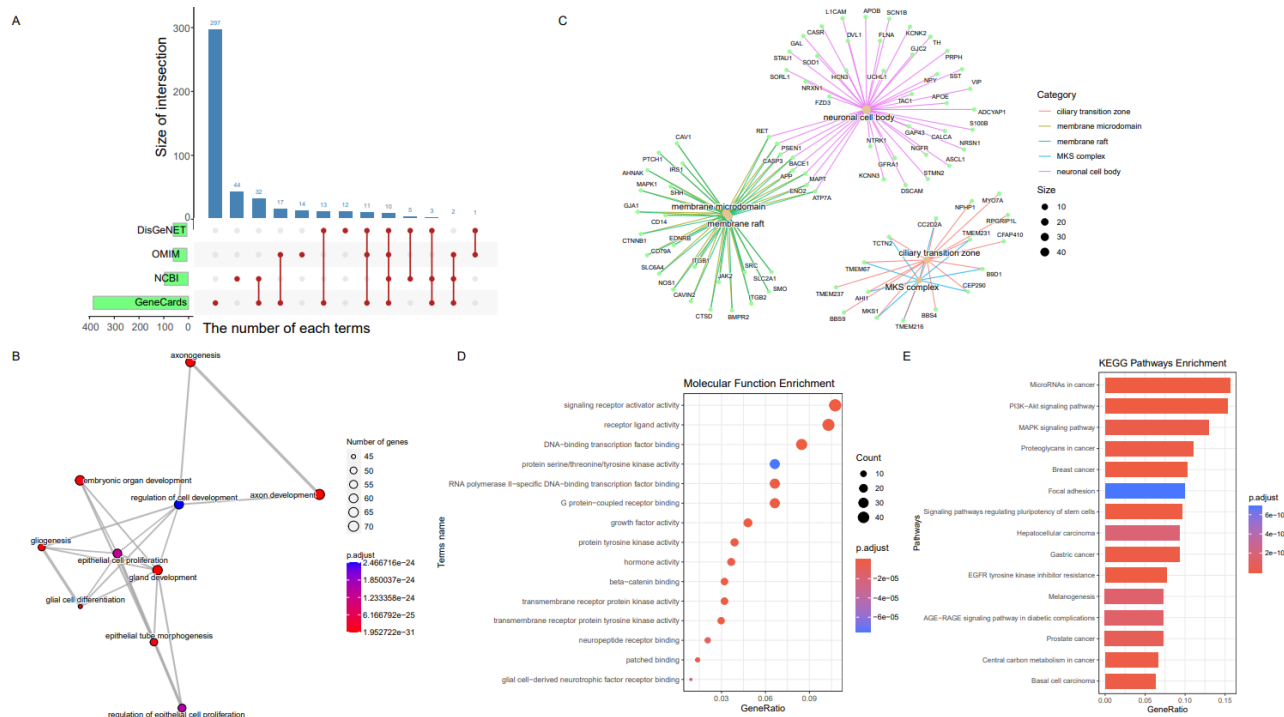 A
Size of intersection
300
200
100
0
297
44
32
17
14
13
12
11
10
5
3
2
1
DisGeNET
OMIM
NCBI
GeneCards
400 300 200 100 0
The number of each terms
B
axonogenesis
embryonic organ development
regulation of cell development
axon development
gliogenesis
epithelial cell proliferation
gland development
glial cell differentiation
epithelial tube morphogenesis
regulation of epithelial cell proliferation
Number of genes
45
50
55
60
65
70
p.adjust
2.466716e−24
1.850037e−24
1.233358e−24
6.166792e−25
1.952722e−31
C
L1CAM
APOB
SCN1B
CASR
DVL1
FLNA
KCNK2
GAL
TH
GJC2
STAU1
SOD1
PRPH
SORL1
HCN3
UCHL1
NPY
SST
NRXN1
VIP
FZD3
TAC1
APOE
ADCYAP1
neuronal cell body
RET
S100B
CAV1
GAP43
CALCA
NTRK1
NRSN1
PSEN1
NGFR
PTCH1
CASP3
BACE1
ASCL1
IRS1
GFRA1
AHNAK
APP
STMN2
MAPK1
MAPT
KCNN3
SHH
ENO2
DSCAM
ATP7A
GJA1
membrane microdomain
CD14
membrane raft
CTNNB1
EDNRB
CD79A
SLC6A4
ITGB1
SRC
NOS1
JAK2
SLC2A1
CAVIN2
SMO
ITGB2
CTSD
BMPR2
MYO7A
NPHP1
RPGRIP1L
CC2D2A
TMEM231
CFAP410
TCTN2
ciliary transition zone
TMEM67
B9D1
TMEM237
AHI1
MKS complex
CEP290
MKS1
BBS9
BBS4
TMEM216
Category
ciliary transition zone
membrane microdomain
membrane raft
MKS complex
neuronal cell body
Size
10
20
30
40
D
Molecular Function Enrichment
Terms name
signaling receptor activator activity
receptor ligand activity
DNA−binding transcription factor binding
protein serine/threonine/tyrosine kinase activity
RNA polymerase II−specific DNA−binding transcription factor binding
G protein−coupled receptor binding
growth factor activity
protein tyrosine kinase activity
hormone activity
beta−catenin binding
transmembrane receptor protein kinase activity
transmembrane receptor protein tyrosine kinase activity
neuropeptide receptor binding
patched binding
glial cell−derived neurotrophic factor receptor binding
0.03 0.06 0.09
GeneRatio
Count
10
20
30
40
p.adjust
−2e−05
−4e−05
−6e−05
E
KEGG Pathways Enrichment
Pathways
MicroRNAs in cancer
PI3K−Akt signaling pathway
MAPK signaling pathway
Proteoglycans in cancer
Breast cancer
Focal adhesion
Signaling pathways regulating pluripotency of stem cells
Hepatocellular carcinoma
Gastric cancer
EGFR tyrosine kinase inhibitor resistance
Melanogenesis
AGE−RAGE signaling pathway in diabetic complications
Prostate cancer
Central carbon metabolism in cancer
Basal cell carcinoma
0.00 0.05 0.10 0.15
GeneRatio
p.adjust
6e−10
4e−10
2e−10